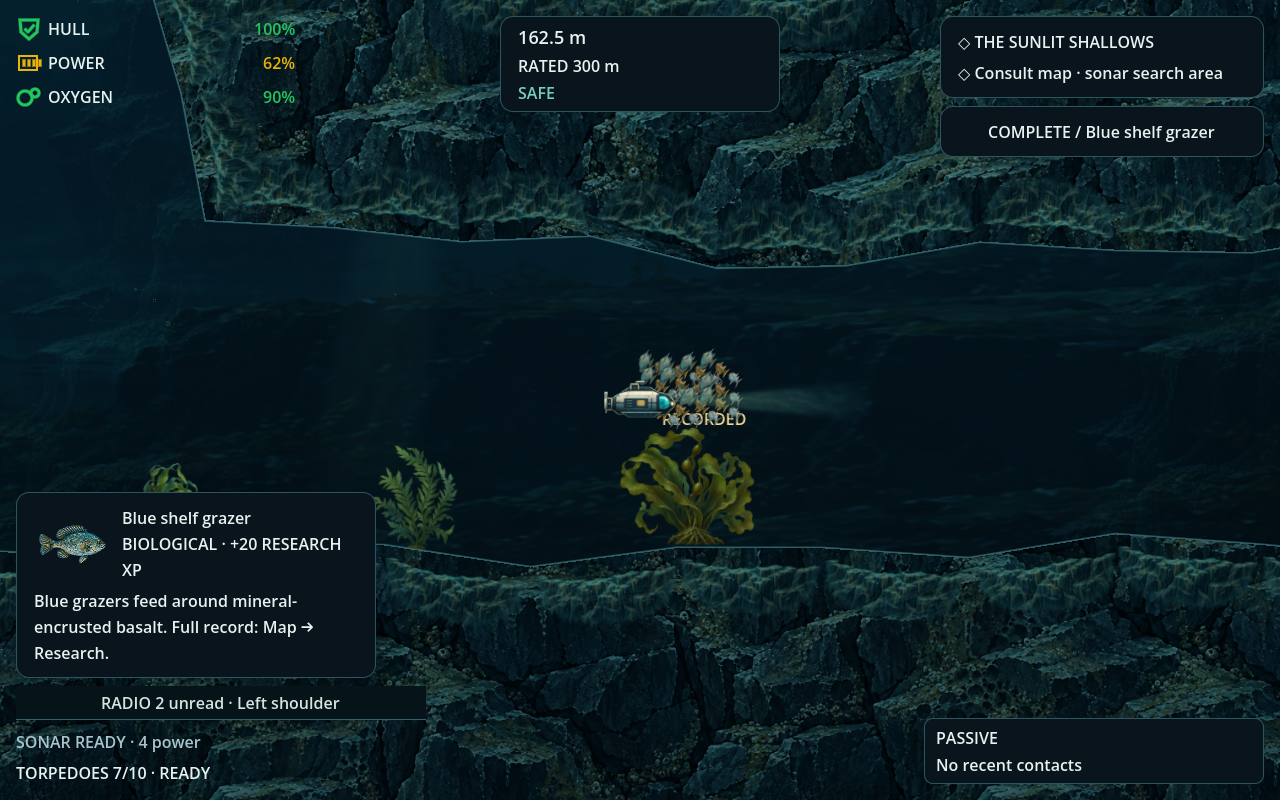 HULL 100%
POWER 62%
OXYGEN 90%
162.5 m
RATED 300 m
SAFE
◇ THE SUNLIT SHALLOWS
◇ Consult map · sonar search area
COMPLETE / Blue shelf grazer
RECORDED
Blue shelf grazer
BIOLOGICAL · +20 RESEARCH
XP
Blue grazers feed around mineral-
encrusted basalt. Full record: Map →
Research.
RADIO 2 unread · Left shoulder
SONAR READY · 4 power
TORPEDOES 7/10 · READY
PASSIVE
No recent contacts